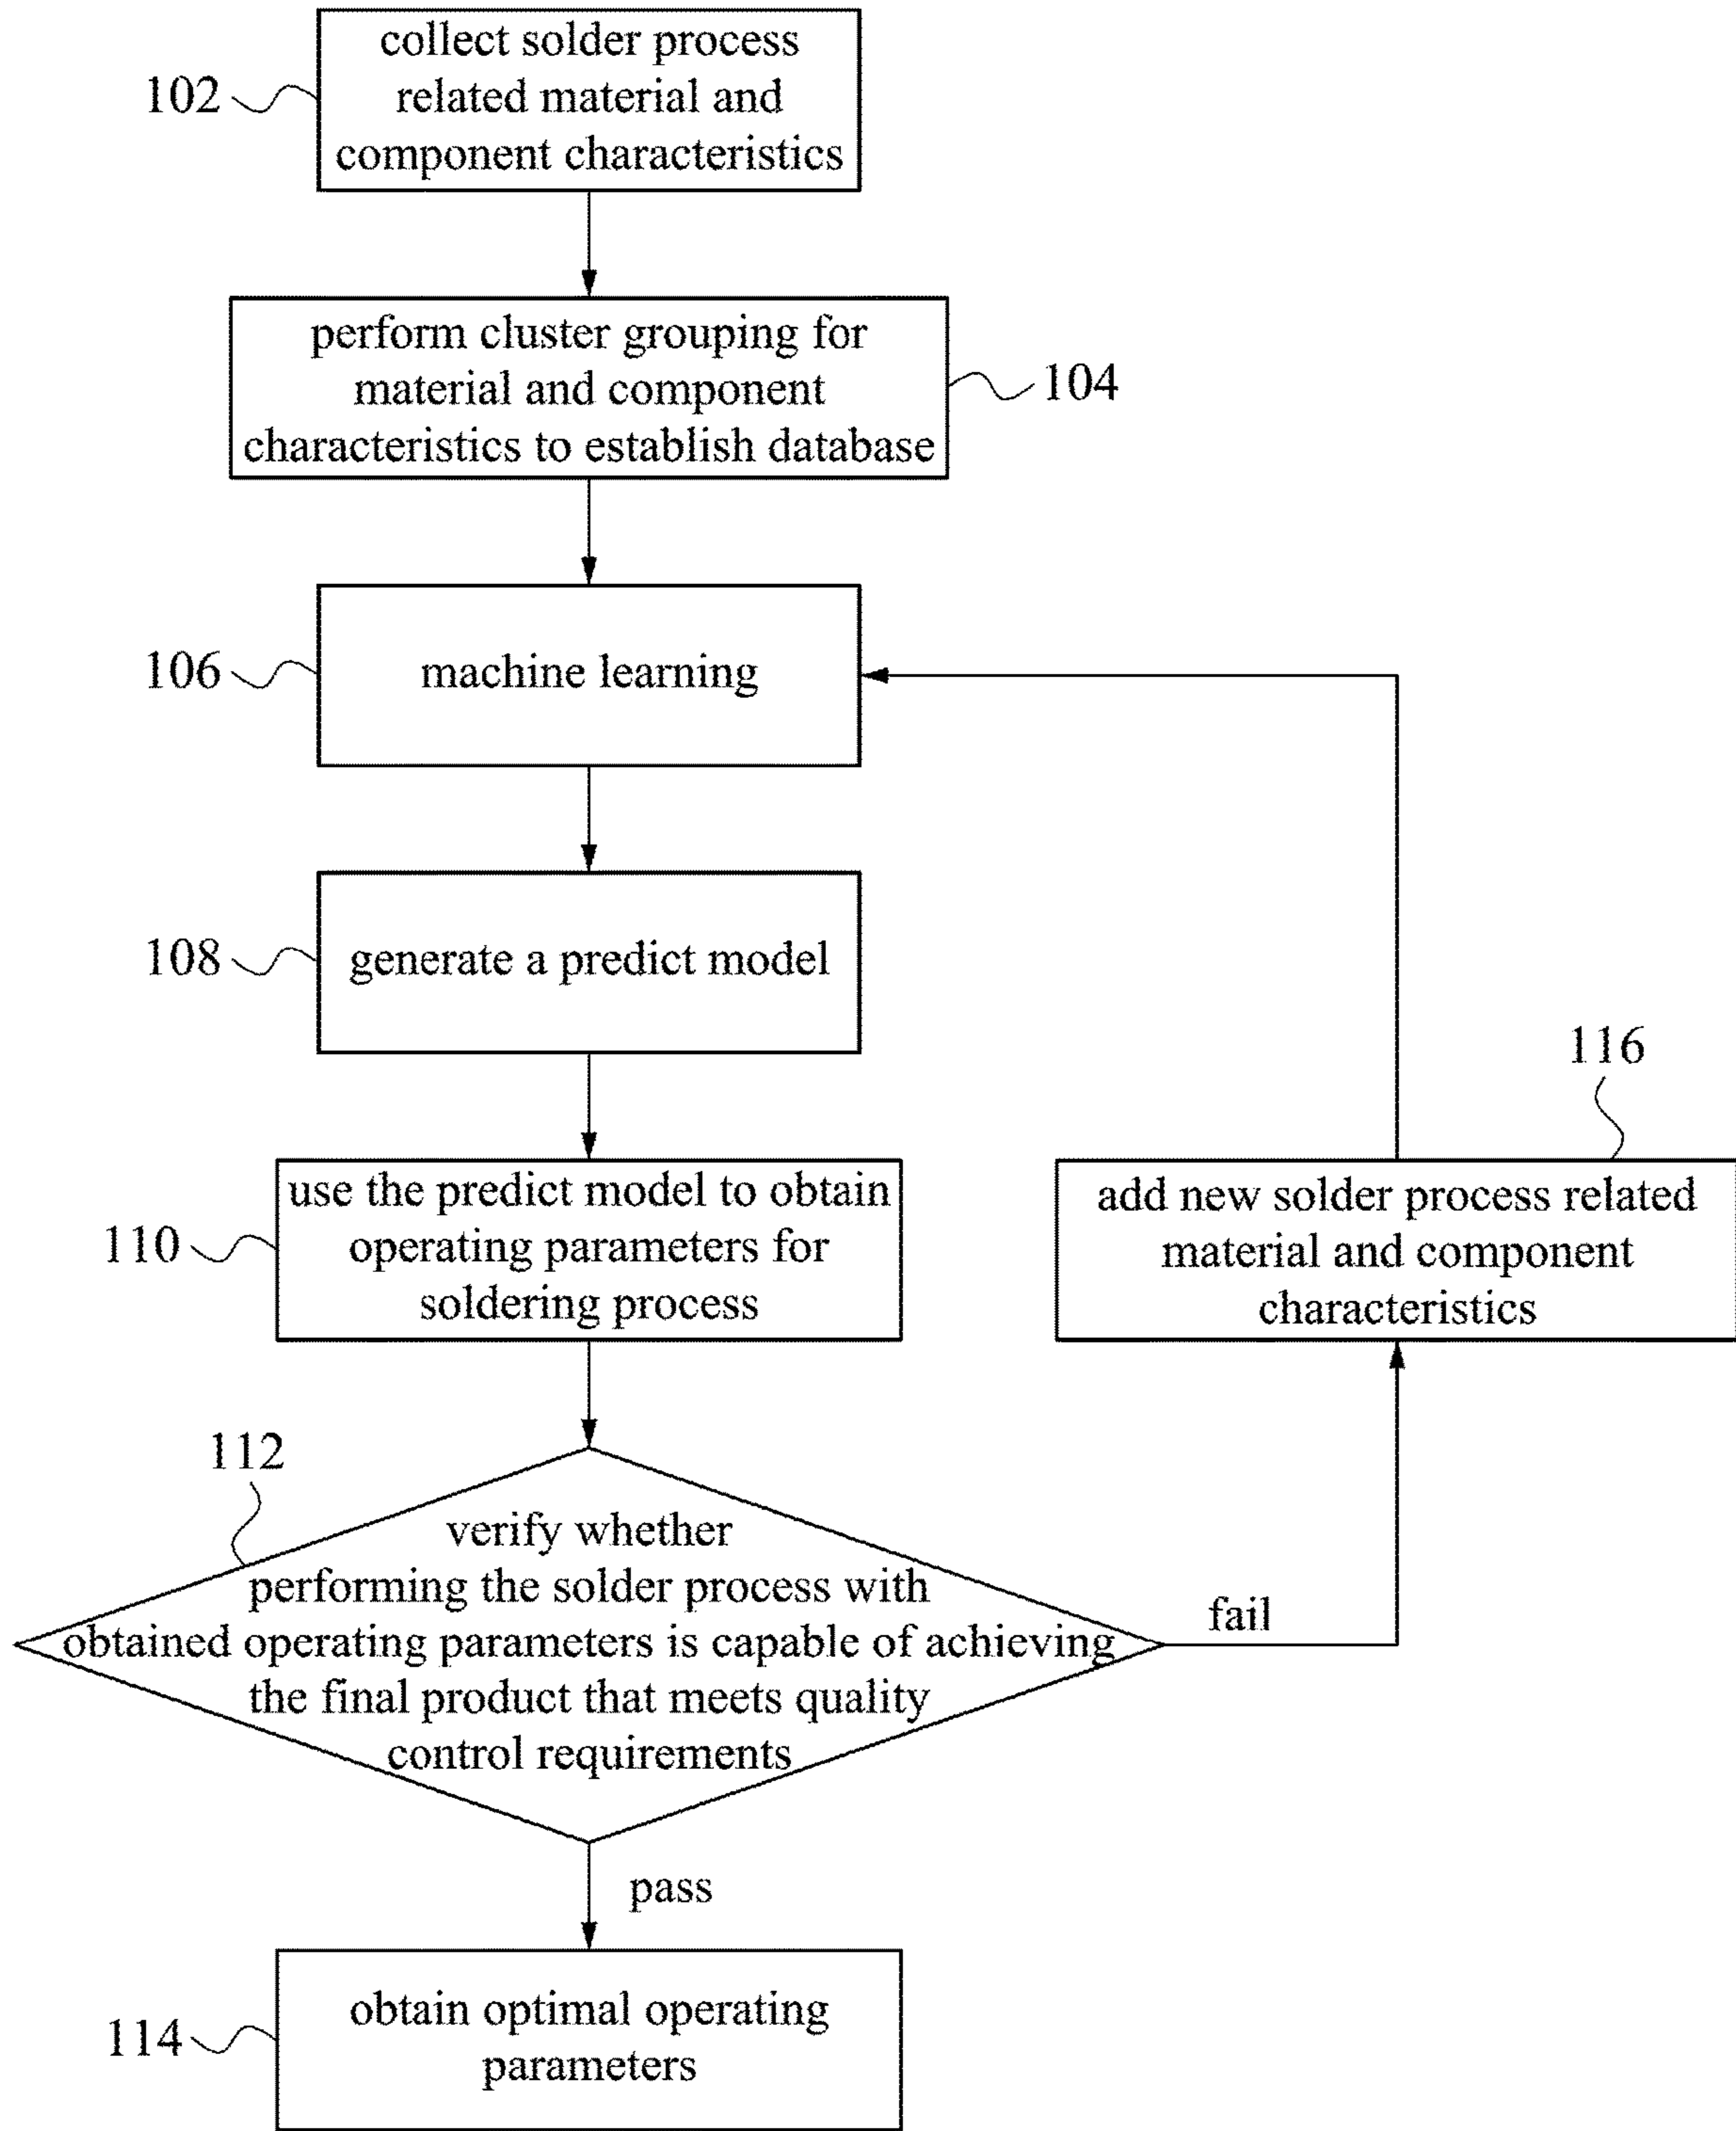 collect solder process
related material and
component characteristics
102
perform cluster grouping for
material and component
characteristics to establish database
104
machine learning
106
generate a predict model
108
116
use the predict model to obtain
operating parameters for
soldering process
110
add new solder process related
material and component
characteristics
112
verify whether
performing the solder process with
obtained operating parameters is capable of achieving
the final product that meets quality
control requirements
fail
pass
obtain optimal operating
parameters
114